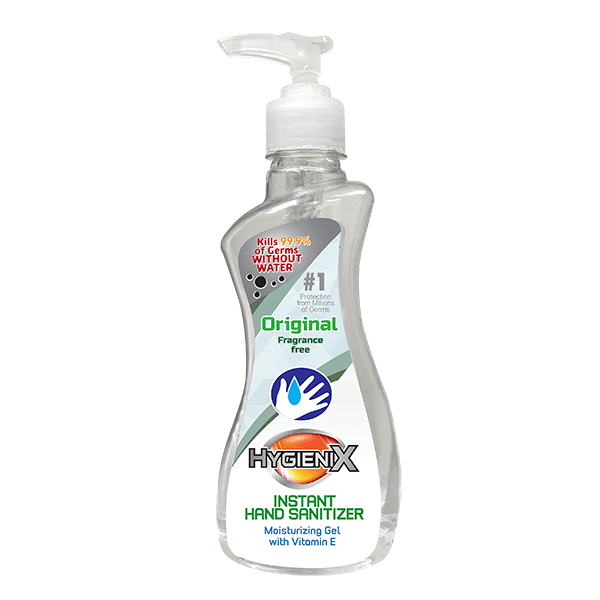 Kills 99.9%
of Germs
WITHOUT
WATER
#1
Protection
from Millions
of Germs
Original
Fragrance
free
HYGIENIX
INSTANT
HAND SANITIZER
Moisturizing Gel
with Vitamin E